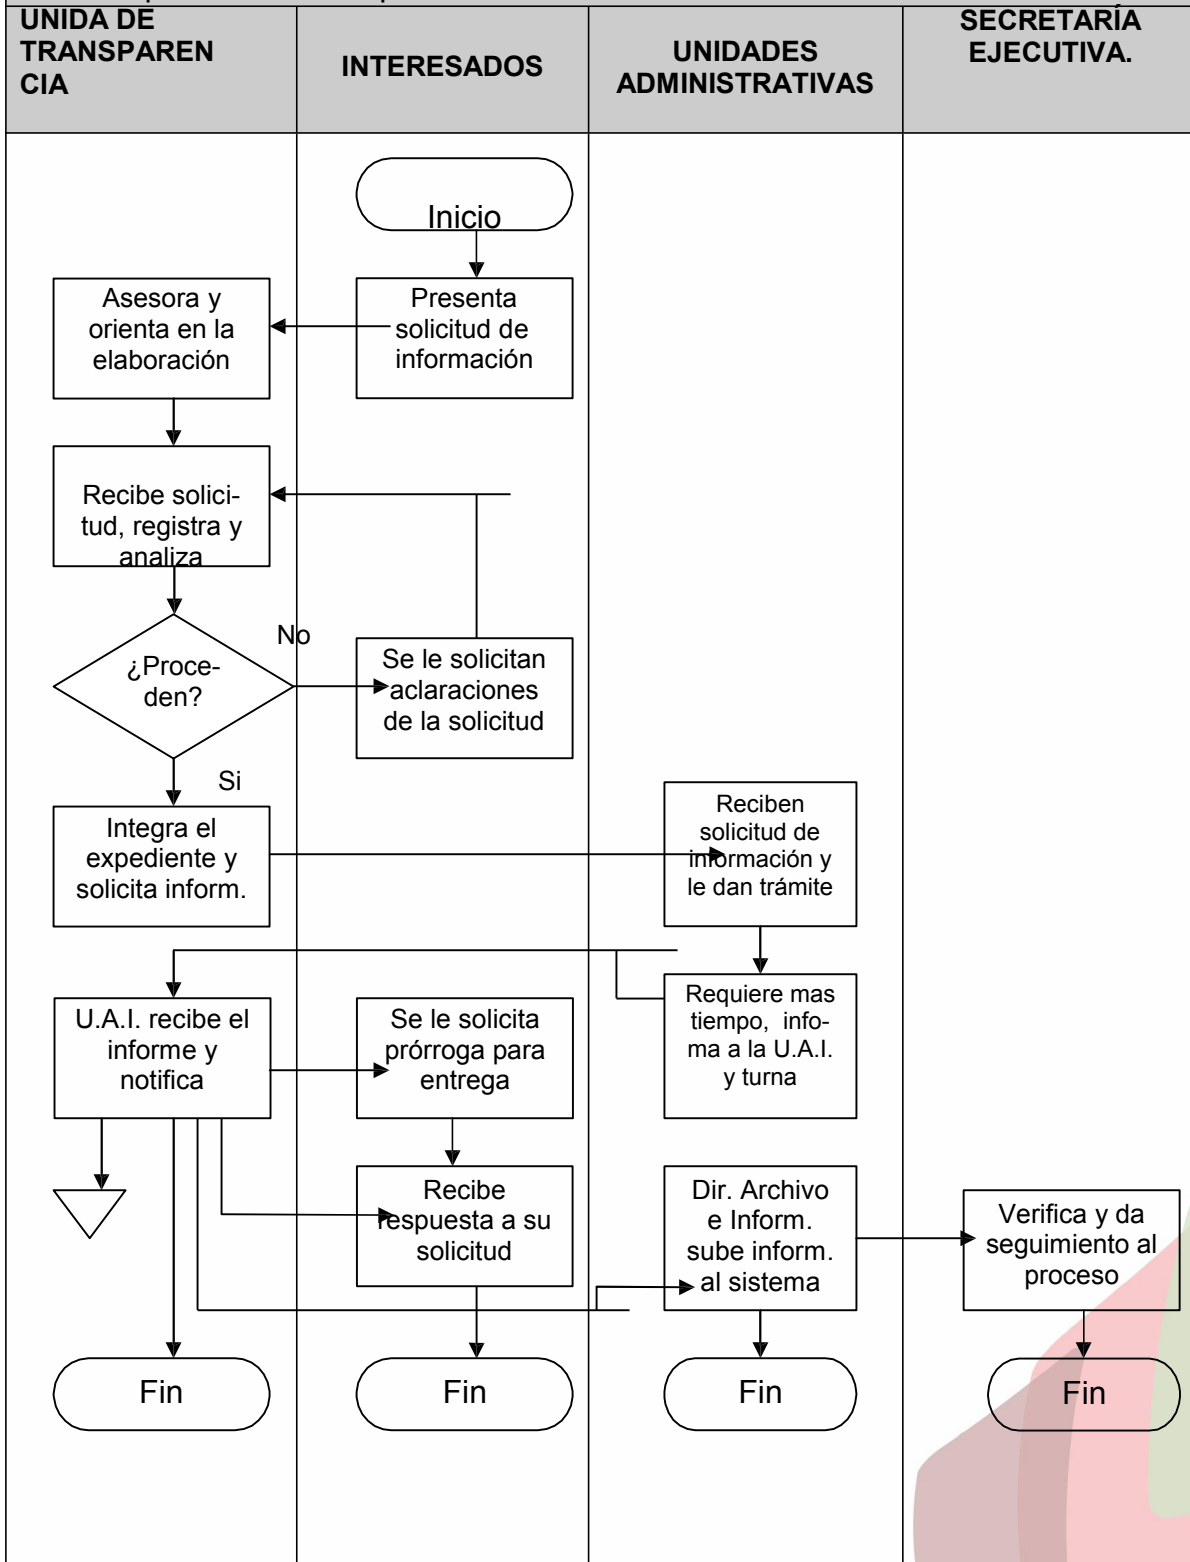 UNIDA DE
TRANSPAREN
CIA
INTERESADOS
UNIDADES
ADMINISTRATIVAS
SECRETARÍA
EJECUTIVA.
Inicio
Asesora y
orienta en la
elaboración
Presenta
solicitud de
información
Recibe solici-
tud, registra y
analiza
No
¿Proce-
den?
Se le solicitan
aclaraciones
de la solicitud
Si
Integra el
expediente y
solicita inform.
Reciben
solicitud de
información y
le dan trámite
U.A.I. recibe el
informe y
notifica
Se le solicita
prórroga para
entrega
Requiere mas
tiempo, info-
ma a la U.A.I.
y turna
Recibe
respuesta a su
solicitud
Dir. Archivo
e Inform.
sube inform.
al sistema
Verifica y da
seguimiento al
proceso
Fin
Fin
Fin
Fin